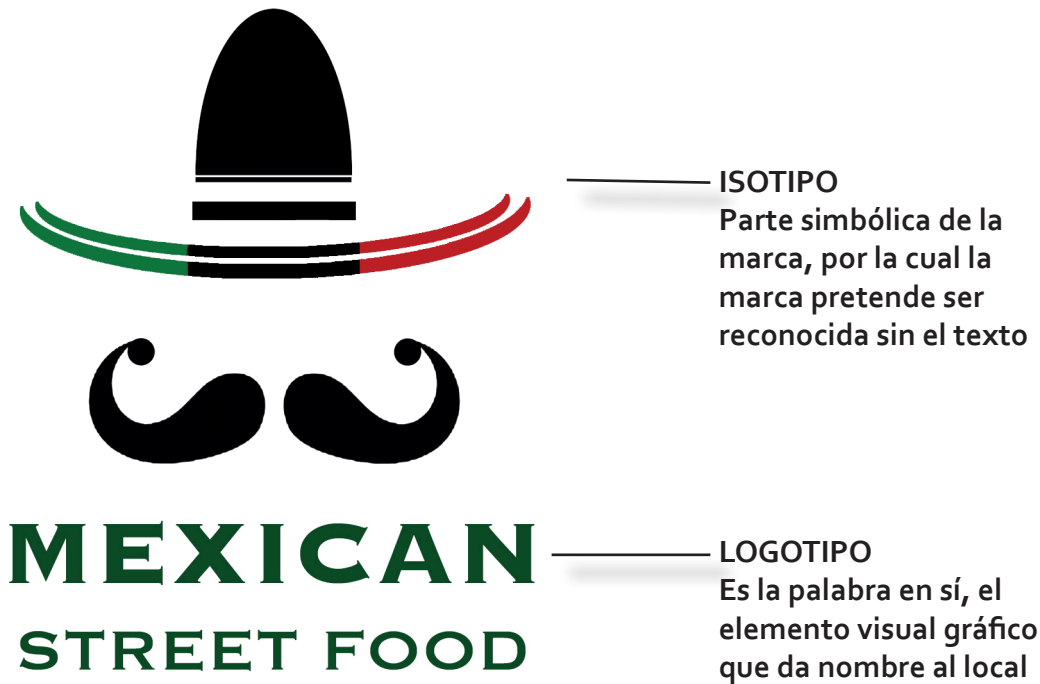 ISOTIPO
Parte simbólica de la
marca, por la cual la
marca pretende ser
reconocida sin el texto
MEXICAN
STREET FOOD
LOGOTIPO
Es la palabra en sí, el
elemento visual gráfico
que da nombre al local